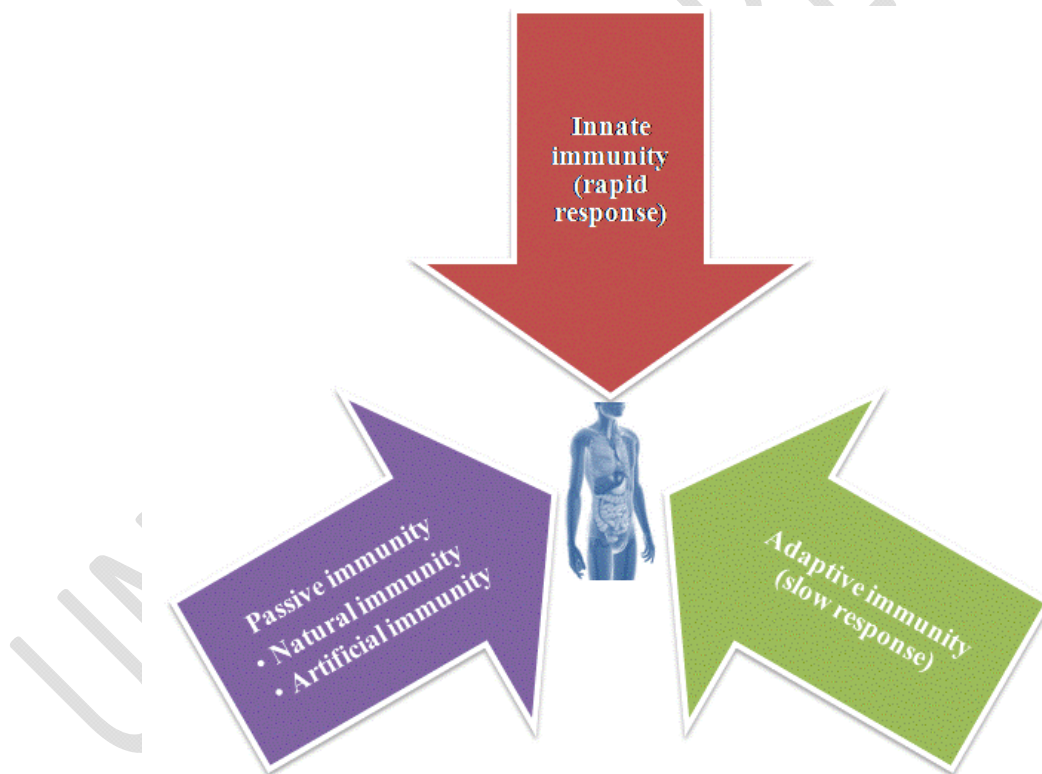 Innate
immunity
(rapid
response)
Passive immunity
• Natural immunity
• Artificial immunity
Adaptive immunity
(slow response)